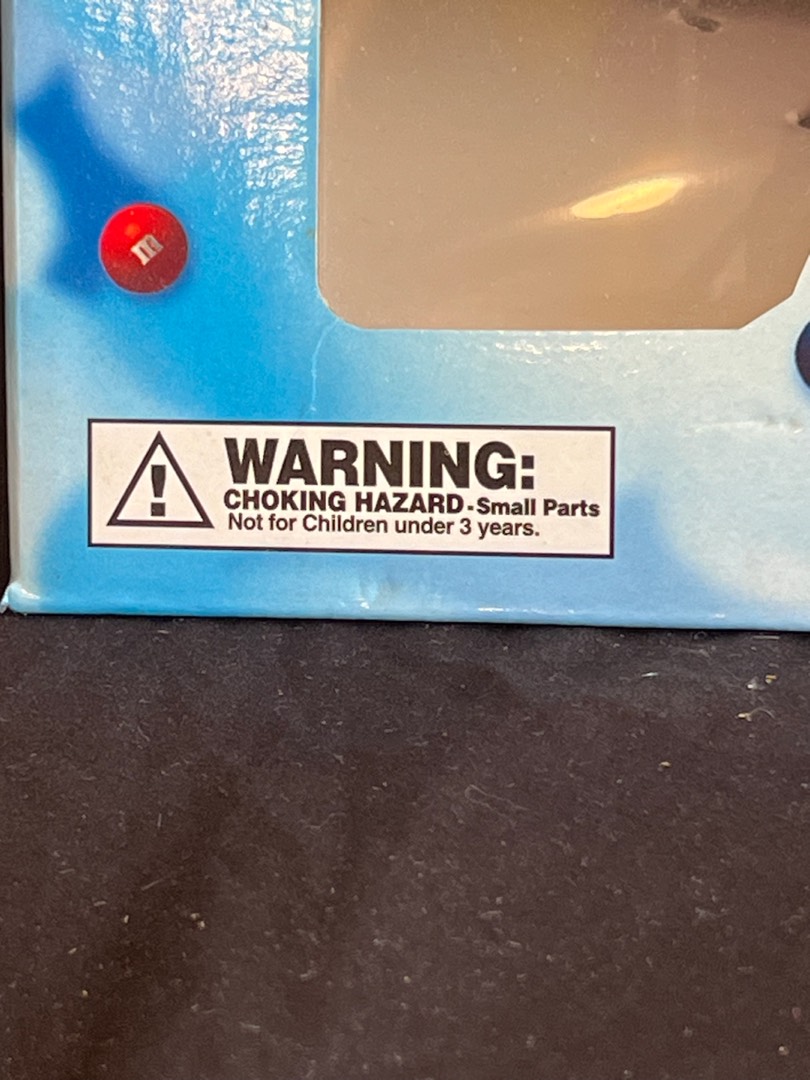 m
!
WARNING:
CHOKING HAZARD-Small Parts
Not for Children under 3 years.